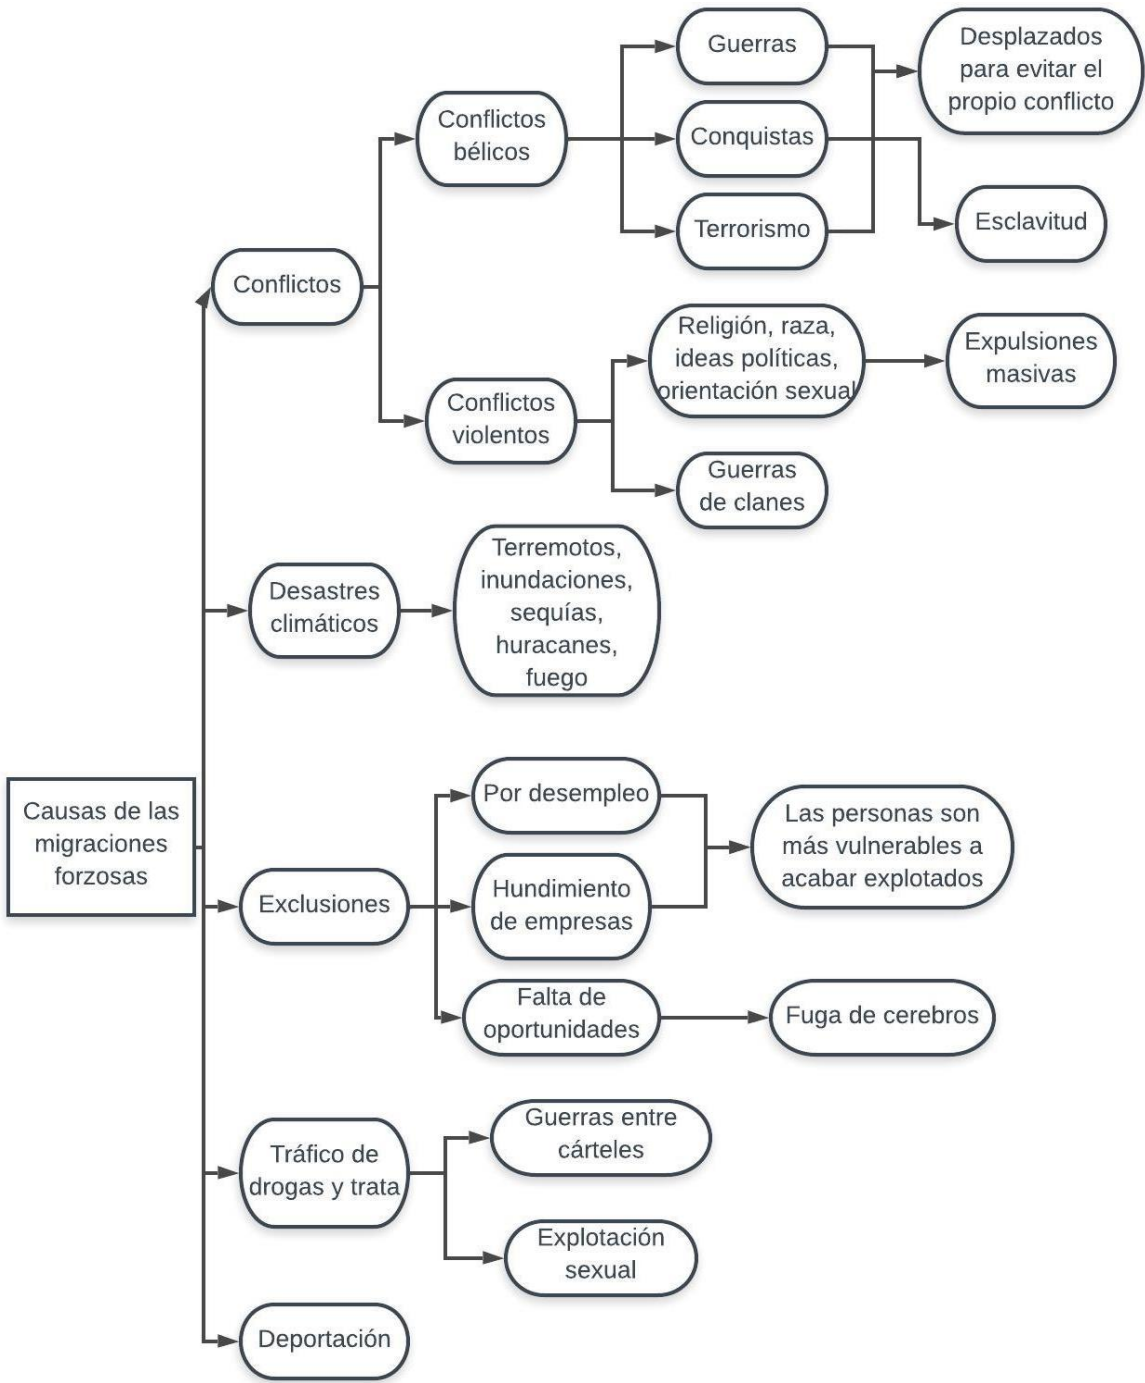 Guerras
Desplazados
para evitar el
propio conflicto
Conflictos
bélicos
Conquistas
Terrorismo
Esclavitud
Conflictos
Religión, raza,
ideas políticas,
orientación sexual
Expulsiones
masivas
Conflictos
violentos
Guerras
de clanes
Desastres
climáticos
Terremotos,
inundaciones,
sequías,
huracanes,
fuego
Causas de las
migraciones
forzosas
Por desempleo
Las personas son
más vulnerables a
acabar explotados
Exclusiones
Hundimiento
de empresas
Falta de
oportunidades
Fuga de cerebros
Tráfico de
drogas y trata
Guerras entre
cárteles
Explotación
sexual
Deportación